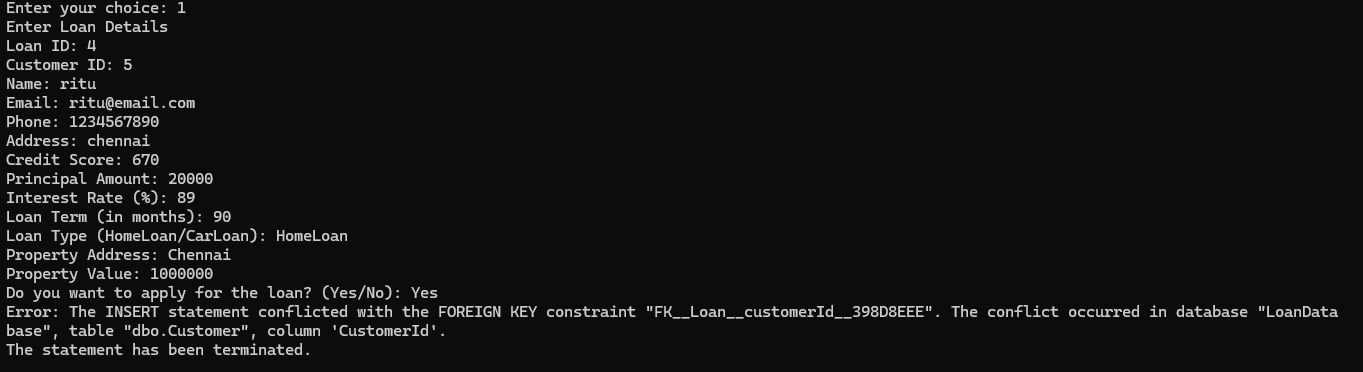 Enter your choice: 1
Enter Loan Details
Loan ID: 4
Customer ID: 5
Name: ritu
Email: ritu@email.com
Phone: 1234567890
Address: chennai
Credit Score: 670
Principal Amount: 20000
Interest Rate (%): 89
Loan Term (in months): 90
Loan Type (HomeLoan/CarLoan): HomeLoan
Property Address: Chennai
Property Value: 1000000
Do you want to apply for the loan? (Yes/No): Yes
Error: The INSERT statement conflicted with the FOREIGN KEY constraint "FK__Loan__customerId__398D8EEE". The conflict occurred in database "LoanData
base", table "dbo.Customer", column 'CustomerId'.
The statement has been terminated.